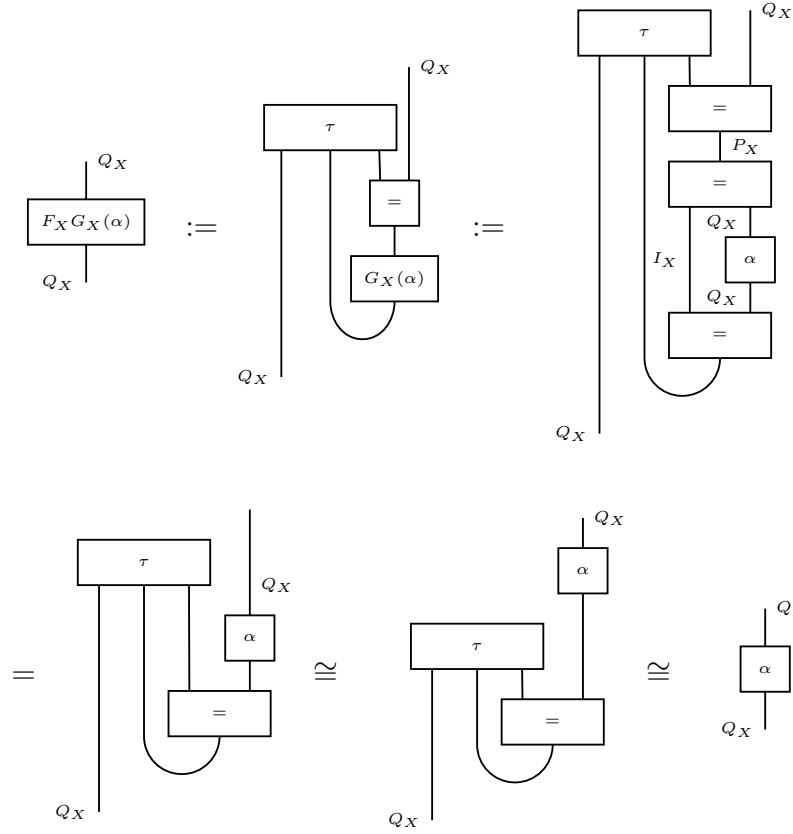 Q_X
F_X G_X(α)
Q_X
:=
Q_X
τ
=
G_X(α)
Q_X
:=
Q_X
τ
=
P_X
=
Q_X
I_X
α
Q_X
=
Q_X
=
τ
Q_X
α
=
Q_X
≅
Q_X
α
τ
=
Q_X
≅
Q
α
Q_X